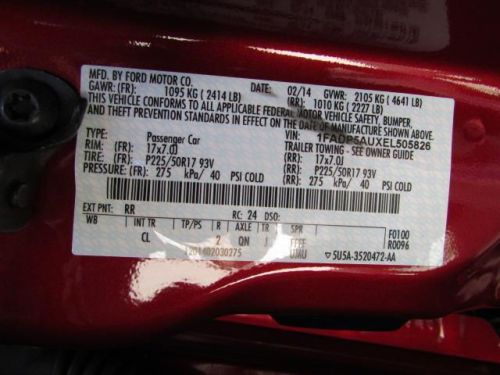 MFD. BY FORD MOTOR CO.
DATE: 02/14 GVWR: 2105 KG ( 4641 LB)
GAWR: (FR): 1095 KG ( 2414 LB) (RR): 1010 KG ( 2227 LB)
THIS VEHICLE CONFORMS TO ALL APPLICABLE FEDERAL MOTOR VEHICLE SAFETY, BUMPER,
AND THEFT PREVENTION STANDARDS IN EFFECT ON THE DATE OF MANUFACTURE SHOWN ABOVE.
VIN: 1FADP5AUXEL505826
TYPE: Passenger Car TRAILER TOWING - SEE OWNER GUIDE
RIM: (FR): 17x7.0J (RR): 17x7.0J
TIRE: (FR): P225/50R17 93V (RR): P225/50R17 93V
PRESSURE: (FR): 275 kPa/ 40 PSI COLD (RR): 275 kPa/ 40 PSI COLD
EXT PNT: RR RC: 24 DSO:
WB INT TR TP/PS R AXLE TR SPR F0100
CL 2 QN R0096
UMU 5U5A-3520472-AA